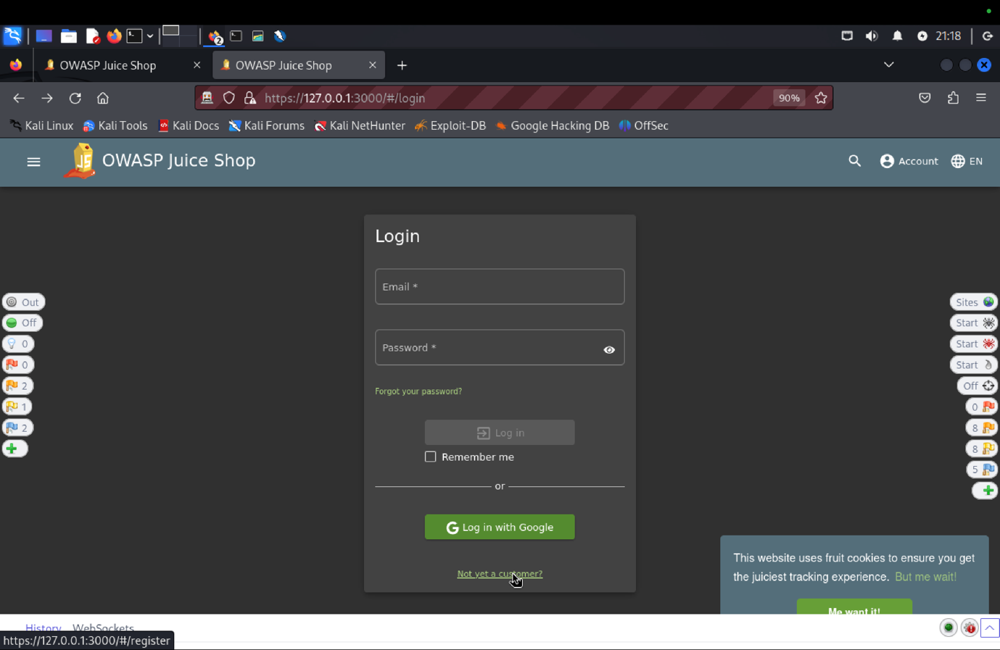 2
21:18
OWASP Juice Shop
OWASP Juice Shop
https://127.0.0.1:3000/#/login
90%
Kali Linux
Kali Tools
Kali Docs
Kali Forums
Kali NetHunter
Exploit-DB
Google Hacking DB
OffSec
JS
OWASP Juice Shop
Account
EN
Login
Email *
Password *
Forgot your password?
Log in
Remember me
or
G Log in with Google
Not yet a customer?
Out
Off
0
0
2
1
2
Sites
Start
Start
Start
Off
0
8
8
5
This website uses fruit cookies to ensure you get
the juiciest tracking experience. But me wait!
Me want it!
History WebSockets
https://127.0.0.1:3000/#/register